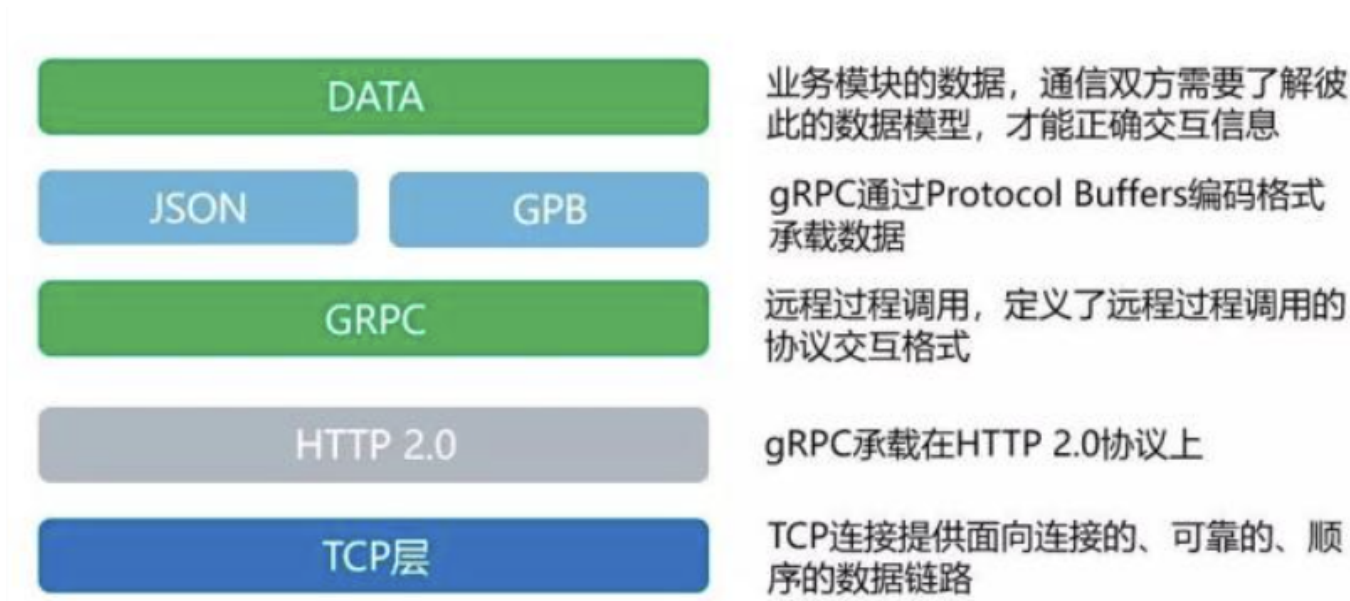 DATA
业务模块的数据，通信双方需要了解彼
此的数据模型，才能正确交互信息
JSON
GPB
gRPC通过Protocol Buffers编码格式
承载数据
GRPC
远程过程调用，定义了远程过程调用的
协议交互格式
HTTP 2.0
gRPC承载在HTTP 2.0协议上
TCP层
TCP连接提供面向连接的、可靠的、顺
序的数据链路